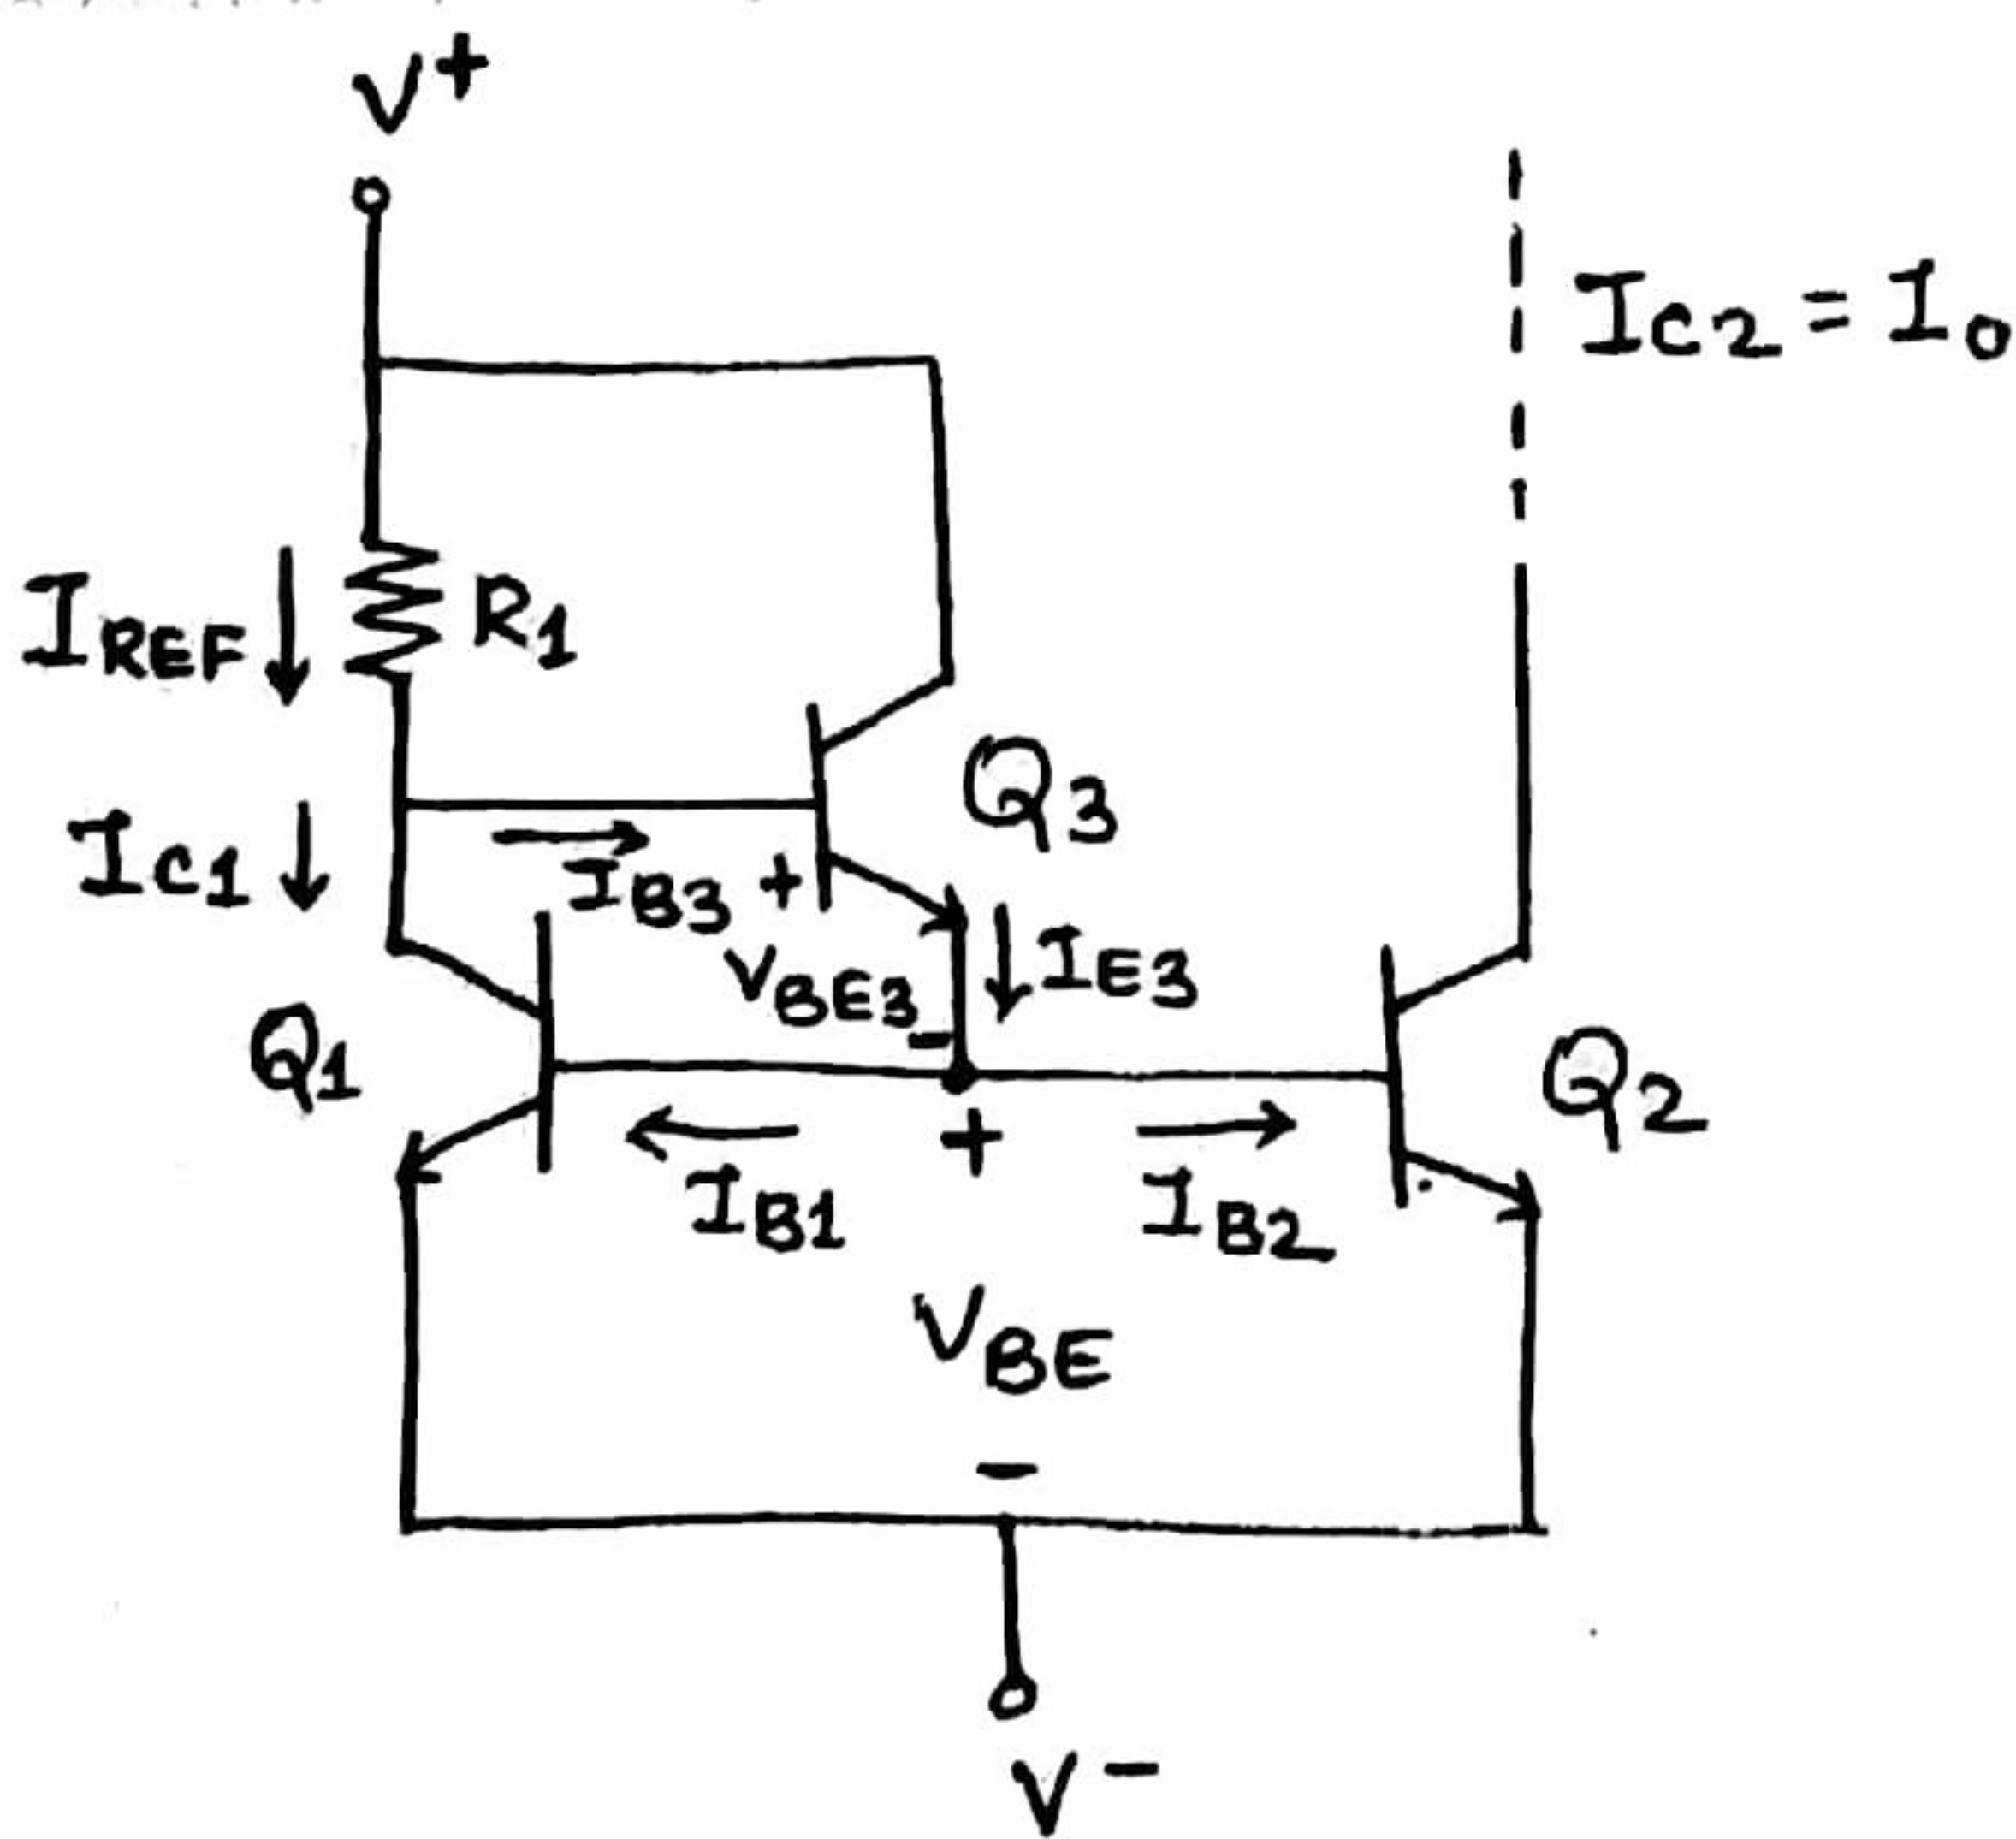 V+
IC2 = IO
IREF
R1
Q3
IC1
IB3
+
VBE3
-
IE3
Q1
Q2
IB1
+
IB2
VBE
-
V-